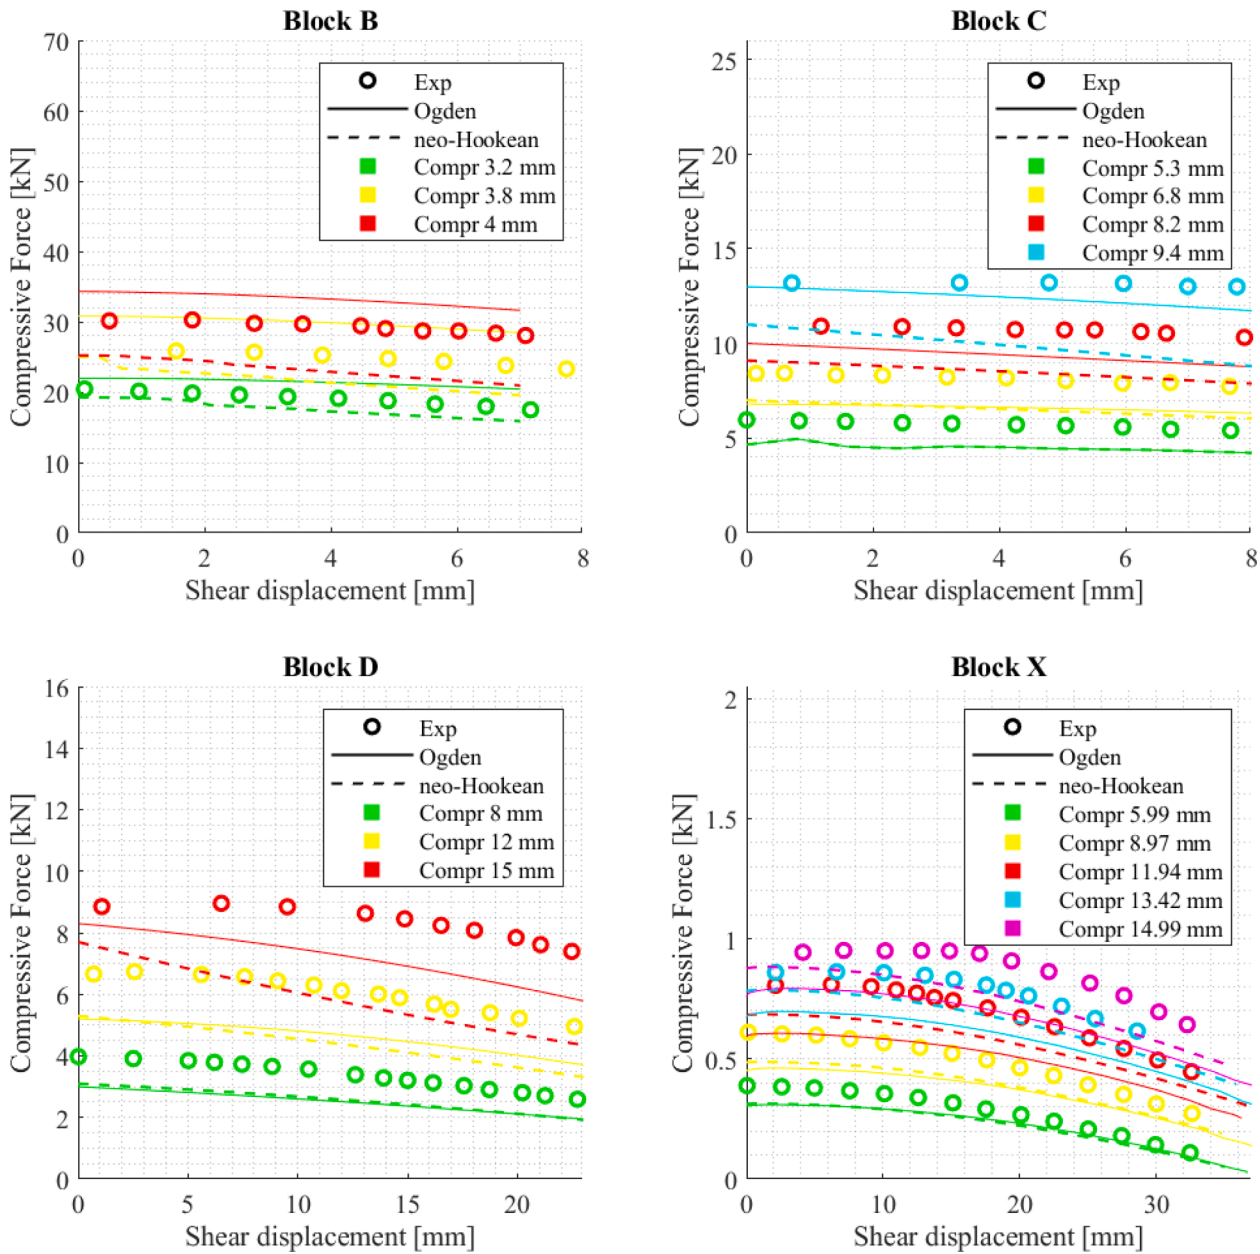 Block B
70
60
50
40
30
20
10
0
0 2 4 6 8
Compressive Force [kN]
Shear displacement [mm]
Exp
Ogden
neo-Hookean
Compr 3.2 mm
Compr 3.8 mm
Compr 4 mm
Block C
25
20
15
10
5
0
0 2 4 6 8
Compressive Force [kN]
Shear displacement [mm]
Exp
Ogden
neo-Hookean
Compr 5.3 mm
Compr 6.8 mm
Compr 8.2 mm
Compr 9.4 mm
Block D
16
14
12
10
8
6
4
2
0
0 5 10 15 20
Compressive Force [kN]
Shear displacement [mm]
Exp
Ogden
neo-Hookean
Compr 8 mm
Compr 12 mm
Compr 15 mm
Block X
2
1.5
1
0.5
0
0 10 20 30
Compressive Force [kN]
Shear displacement [mm]
Exp
Ogden
neo-Hookean
Compr 5.99 mm
Compr 8.97 mm
Compr 11.94 mm
Compr 13.42 mm
Compr 14.99 mm